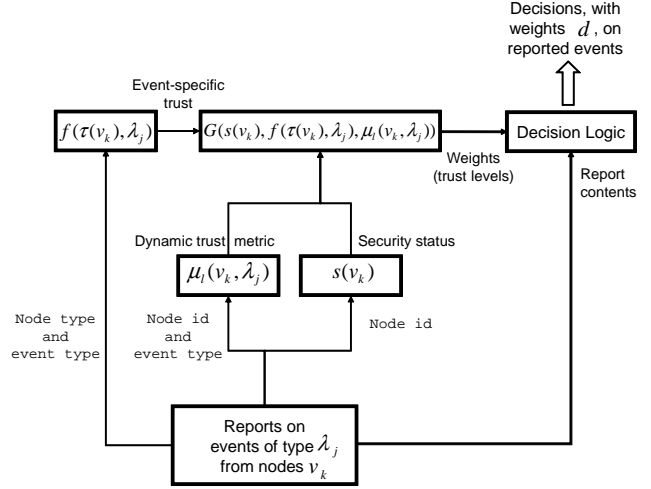 Decisions, with
weights d, on
reported events
Event-specific
trust
f(τ(v_k),λ_j)
G(s(v_k), f(τ(v_k),λ_j),μ_l(v_k,λ_j))
Decision Logic
Weights
(trust levels)
Report
contents
Dynamic trust metric
Security status
μ_l(v_k,λ_j)
s(v_k)
Node type
and
event type
Node id
and
event type
Node id
Reports on
events of type λ_j
from nodes v_k